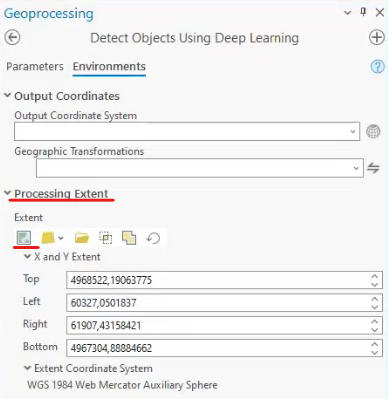 Geoprocessing
Detect Objects Using Deep Learning
Parameters Environments
Output Coordinates
Output Coordinate System
Geographic Transformations
Processing Extent
Extent
X and Y Extent
Top 4968522,19063775
Left 60327,0501837
Right 61907,43158421
Bottom 4967304,88884662
Extent Coordinate System
WGS 1984 Web Mercator Auxiliary Sphere